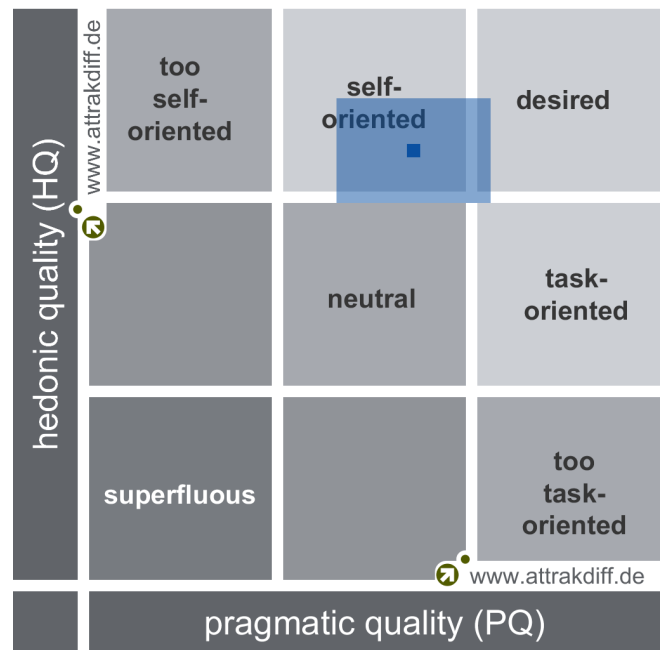 hedonic quality (HQ)
www.attrakdiff.de
too
self-
oriented
self-
oriented
desired
neutral
task-
oriented
superfluous
too
task-
oriented
www.attrakdiff.de
pragmatic quality (PQ)